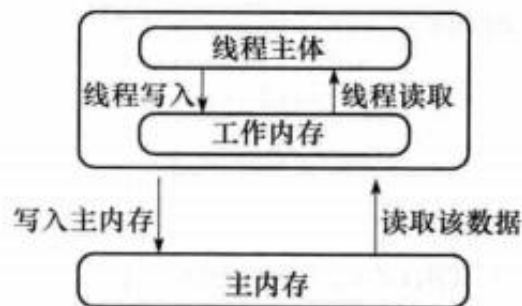 线程主体
线程写入
线程读取
工作内存
写入主内存
读取该数据
主内存